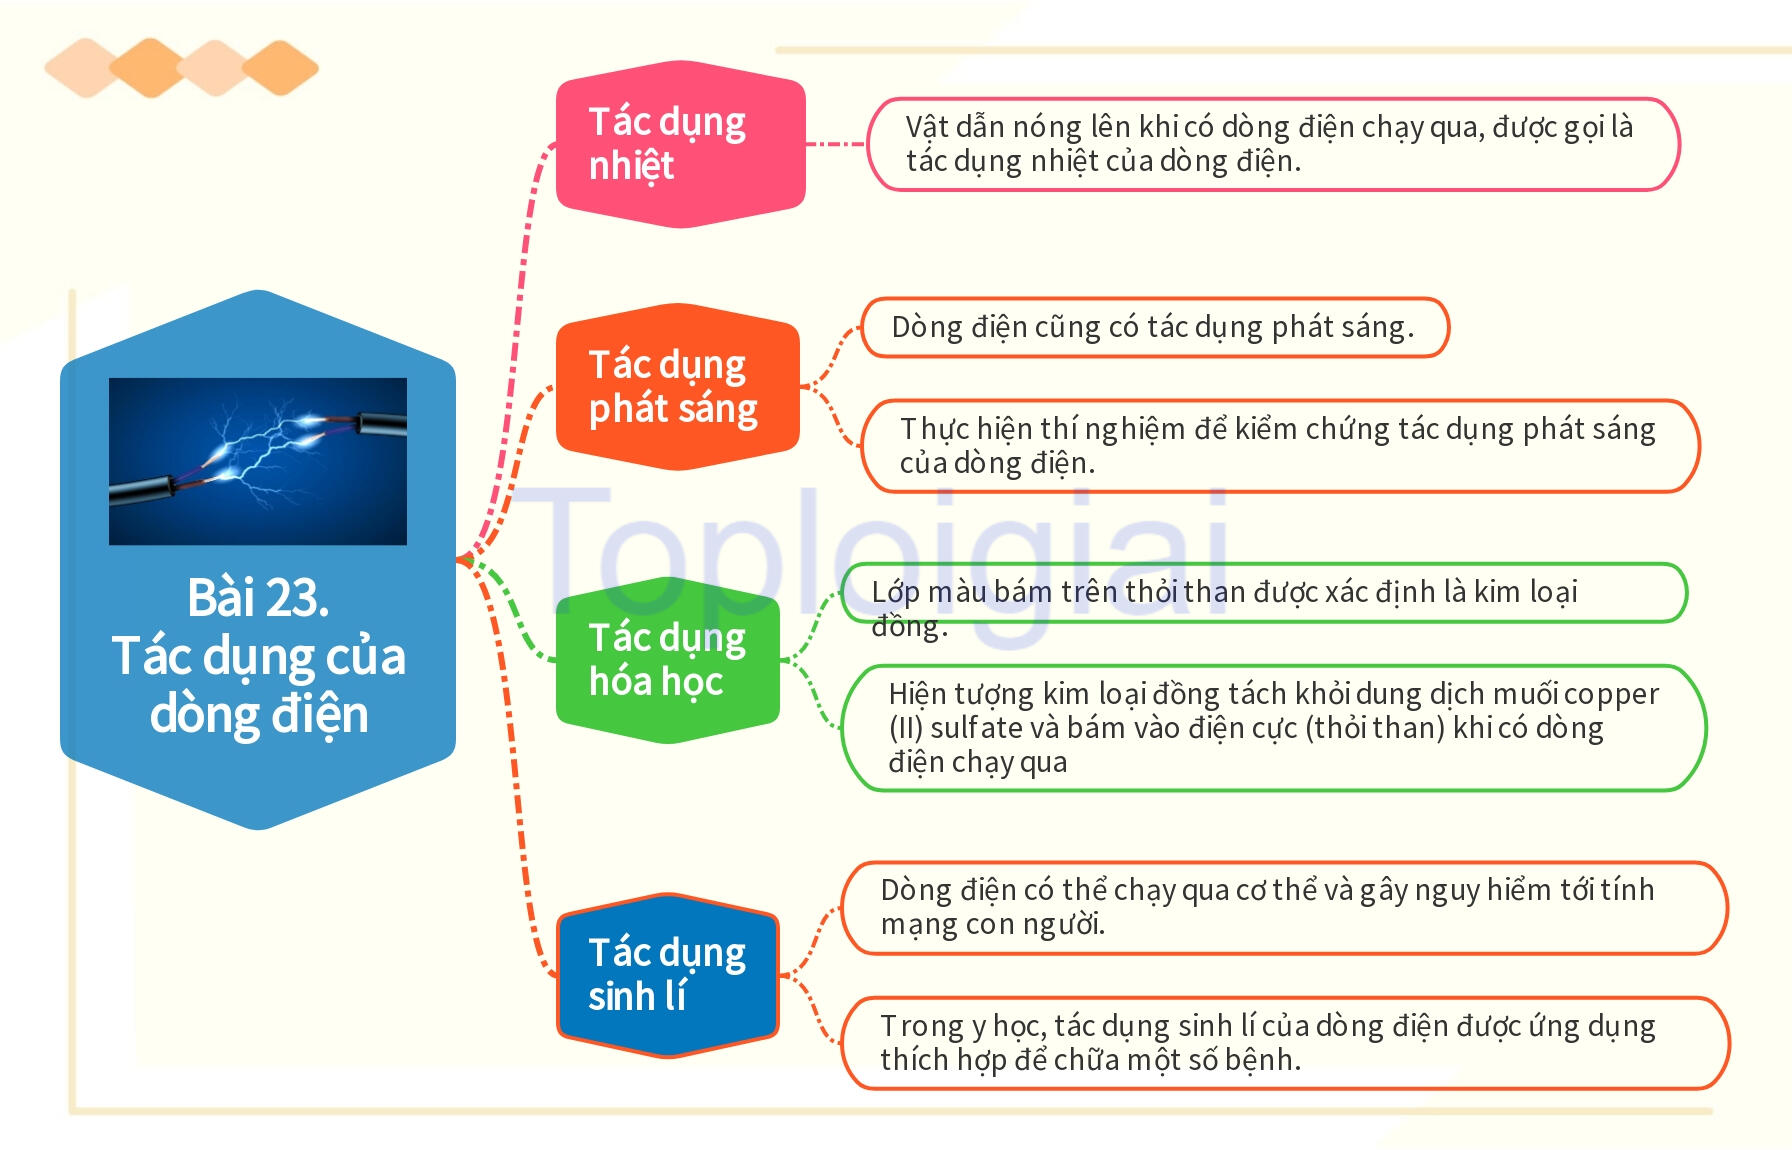 Bài 23.
Tác dụng của
dòng điện
Tác dụng
nhiệt
Vật dẫn nóng lên khi có dòng điện chạy qua, được gọi là
tác dụng nhiệt của dòng điện.
Tác dụng
phát sáng
Dòng điện cũng có tác dụng phát sáng.
Thực hiện thí nghiệm để kiểm chứng tác dụng phát sáng
của dòng điện.
Toploigiai
Tác dụng
hóa học
Lớp màu bám trên thỏi than được xác định là kim loại
đồng.
Hiện tượng kim loại đồng tách khỏi dung dịch muối copper
(II) sulfate và bám vào điện cực (thỏi than) khi có dòng
điện chạy qua
Tác dụng
sinh lí
Dòng điện có thể chạy qua cơ thể và gây nguy hiểm tới tính
mạng con người.
Trong y học, tác dụng sinh lí của dòng điện được ứng dụng
thích hợp để chữa một số bệnh.